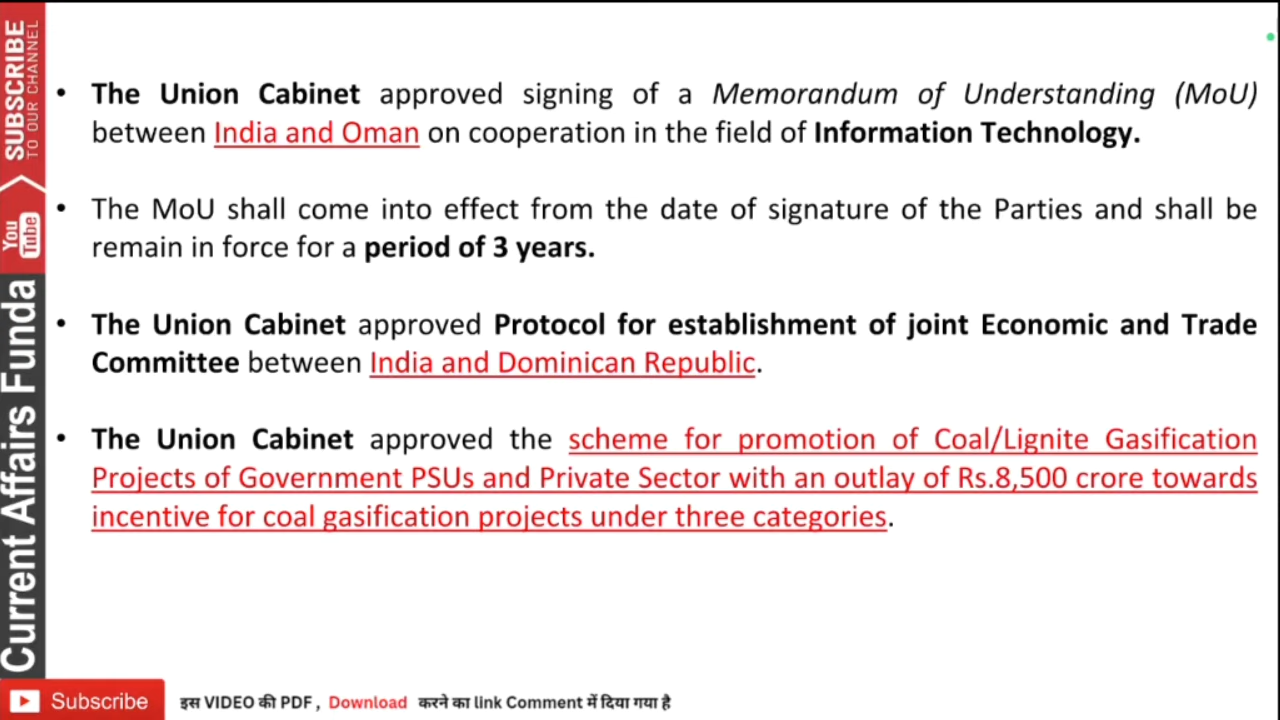 SUBSCRIBE
TO OUR CHANNEL
You
Tube
Current Affairs Funda
• The Union Cabinet approved signing of a Memorandum of Understanding (MoU)
between India and Oman on cooperation in the field of Information Technology.
• The MoU shall come into effect from the date of signature of the Parties and shall be
remain in force for a period of 3 years.
• The Union Cabinet approved Protocol for establishment of joint Economic and Trade
Committee between India and Dominican Republic.
• The Union Cabinet approved the scheme for promotion of Coal/Lignite Gasification
Projects of Government PSUs and Private Sector with an outlay of Rs.8,500 crore towards
incentive for coal gasification projects under three categories.
Subscribe
इस VIDEO की PDF , Download करने का link Comment में दिया गया है